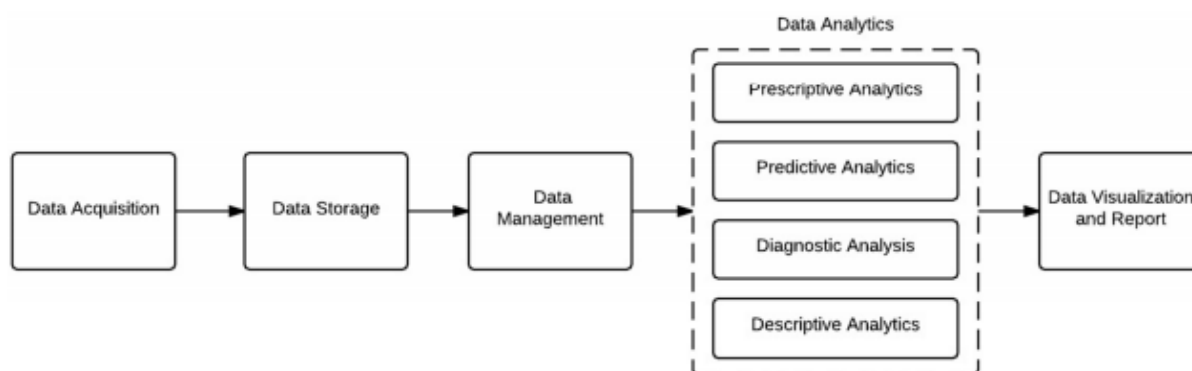 Data Analytics
Prescriptive Analytics
Predictive Analytics
Data Acquisition
Data Storage
Data
Management
Diagnostic Analysis
Descriptive Analytics
Data Visualization
and Report